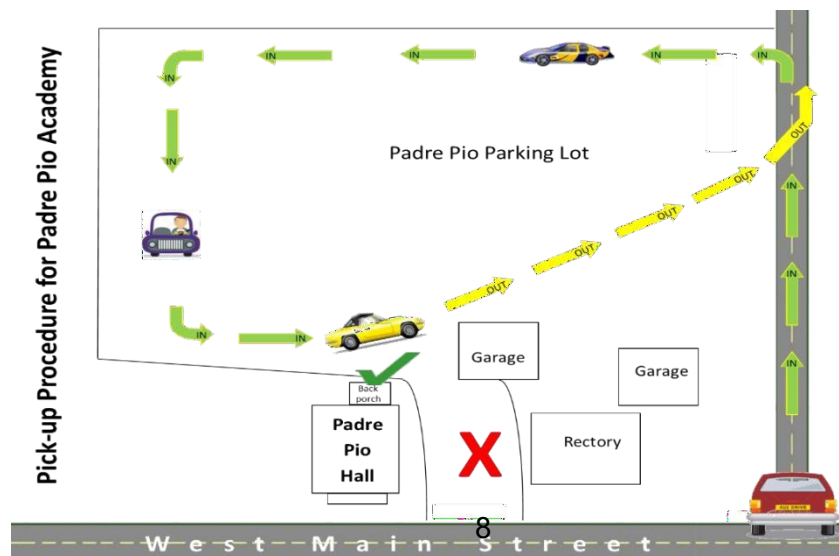 Pick-up Procedure for Padre Pio Academy
IN
IN
IN
IN
IN
IN
IN
IN
IN
IN
IN
IN
Padre Pio Parking Lot
OUT
OUT
OUT
OUT
OUT
Garage
Garage
Back
porch
Padre
Pio
Hall
X
Rectory
8
West Main Street